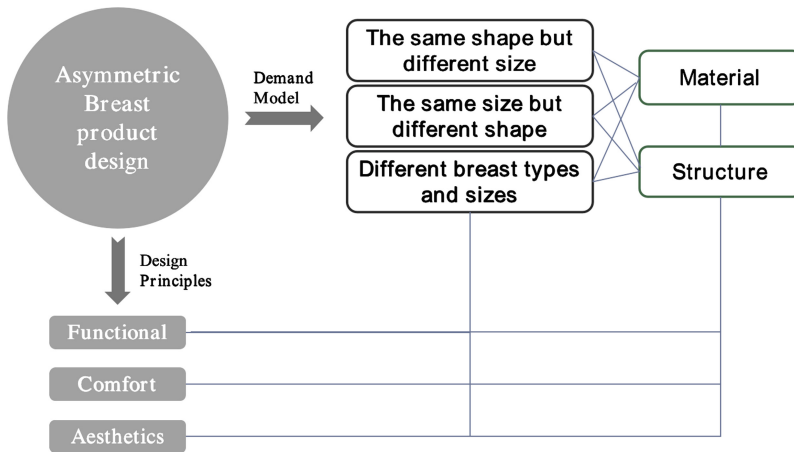 Asymmetric
Breast
product
design
Demand
Model
The same shape but
different size
The same size but
different shape
Different breast types
and sizes
Material
Structure
Design
Principles
Functional
Comfort
Aesthetics